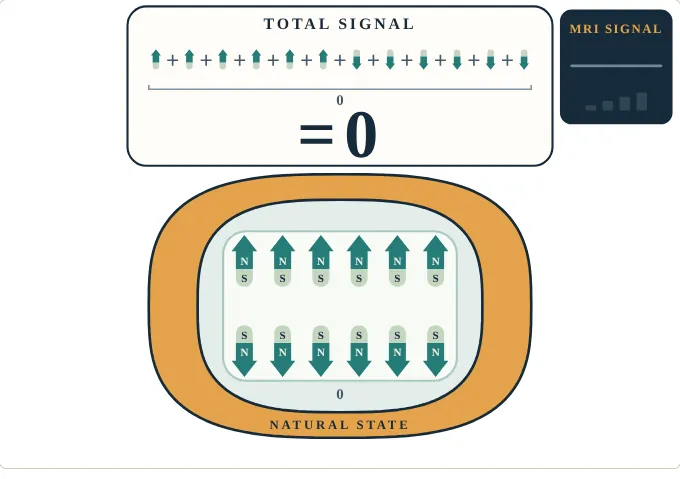 TOTAL SIGNAL
MRI SIGNAL
+ + + + + + + + + + +
0
= 0
N N N N N N
S S S S S S
S S S S S S
N N N N N N
0
NATURAL STATE